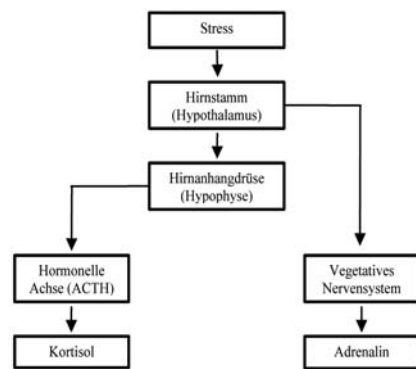 Stress
Hirnstamm
(Hypothalamus)
Hirnanhangdrüse
(Hypophyse)
Hormonelle
Achse (ACTH)
Vegetatives
Nervensystem
Kortisol
Adrenalin